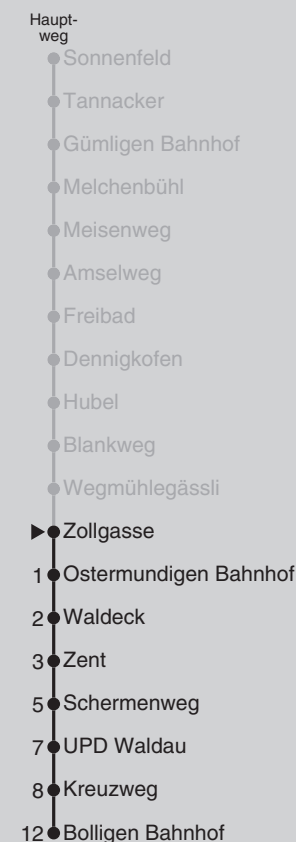 Haupt-
weg
Sonnenfeld
Tannacker
Gümligen Bahnhof
Melchenbühl
Meisenweg
Amselweg
Freibad
Dennigkofen
Hubel
Blankweg
Wegmühlegässli
Zollgasse
1 Ostermundigen Bahnhof
2 Waldeck
3 Zent
5 Schermenweg
7 UPD Waldau
8 Kreuzweg
12 Bolligen Bahnhof